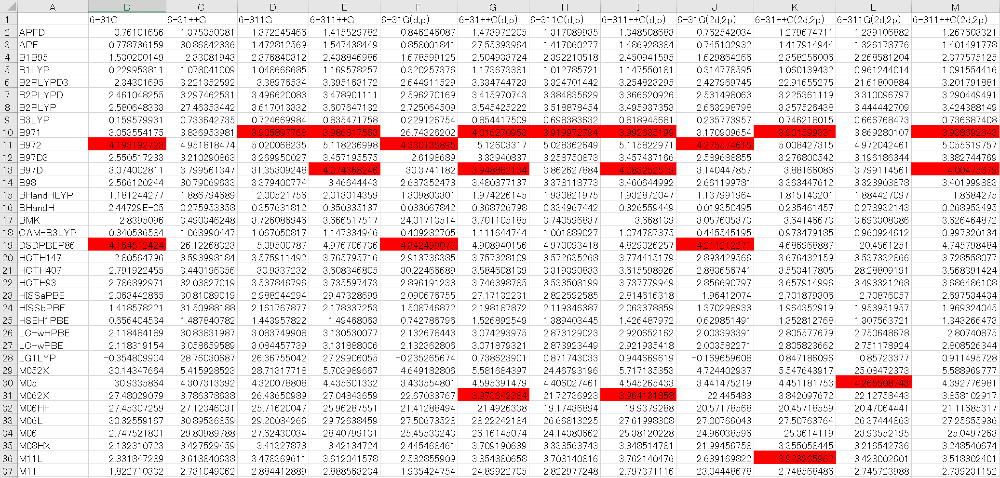 A B C D E F G H I J K L M
1 6-31G 6-31++G 6-311G 6-311++G 6-31G(d,p) 6-31++G(d,p) 6-311G(d,p) 6-311++G(d,p) 6-31G(2d,2p) 6-31++G(2d,2p) 6-311G(2d,2p) 6-311++G(2d,2p)
2 APFD 0.76101656 1.375350381 1.372245466 1.415529782 0.846246087 1.473972205 1.317089935 1.348508683 0.762542034 1.279674711 1.239106882 1.267603321
3 APF 0.778736159 30.86842336 1.472812569 1.547438449 0.858001841 27.55393964 1.417060277 1.486928384 0.745102932 1.417914944 1.326178776 1.401491778
4 B1B95 1.530200149 2.33081943 2.376840312 2.438846986 1.678599125 2.504933724 2.392210518 2.450941595 1.629864266 2.358256006 2.268581204 2.377575125
5 B1LYP 0.229953811 1.078041009 1.048666685 1.169578257 0.320257376 1.173673381 1.012785721 1.147550181 0.314778595 1.060139432 0.961244014 1.091554416
6 B2PLYPD3 2.34301695 3.221352592 3.38976534 3.395163172 2.644911529 3.334744723 3.324701442 3.254823295 2.427969745 22.91655275 21.61800884 3.201791881
7 B2PLYPD 2.461048255 3.297462531 3.496620083 3.478901111 2.596270169 3.415970743 3.384835629 3.366620926 2.531498063 3.225361119 3.310096797 3.290449491
8 B2PLYP 2.580648333 27.46353442 3.617013332 3.607647132 2.725064509 3.545425222 3.518878454 3.495937353 2.663298798 3.357526438 3.444442709 3.424388149
9 B3LYP 0.159579931 0.733642735 0.724669984 0.835471758 0.229126754 0.854417509 0.698383632 0.818945681 0.235773957 0.746218015 0.666768473 0.736687408
10 B971 3.053554175 3.836953981 3.905897768 3.986817563 26.74326202 4.016270953 3.919972794 3.992635199 3.170909654 3.901599331 3.869280107 3.938692643
11 B972 4.193192723 4.951818474 5.020068235 5.118236998 4.330135895 5.12603317 5.028362649 5.115822971 4.275574615 5.008427315 4.972042461 5.055619757
12 B97D3 2.550517233 3.210290863 3.269950027 3.457195575 2.6198689 3.33940837 3.258750873 3.457437166 2.589688855 3.276800542 3.196186344 3.382744769
13 B97D 3.074002811 3.799561347 31.35309248 4.074368246 30.3741182 3.948882134 3.862627884 4.083252519 3.140447857 3.88166086 3.799114561 4.00475679
14 B98 2.566120244 30.79069633 3.379400774 3.46644443 2.687352473 3.480877137 3.378118773 3.460644992 2.661199781 3.363447612 3.323903878 3.401999883
15 BHandHLYP 1.181244277 1.886794689 2.00521756 2.013014359 1.309803301 1.974226145 1.930821975 1.932872047 1.137991964 1.815143201 1.884427097 1.8684275
16 BHandH 2.44729E-05 0.275953358 0.357631812 0.350335137 0.033067842 0.368726798 0.334967442 0.326559449 0.019350495 0.235461457 0.278932143 0.268953495
17 BMK 2.8395096 3.490346248 3.726086946 3.666517517 24.01713514 3.701105185 3.740596837 3.668139 3.057605373 3.64146673 3.693308386 3.626464872
18 CAM-B3LYP 0.340536584 1.068990447 1.067050817 1.147334946 0.409282705 1.111644744 1.001889027 1.074787375 0.445545195 0.973479185 0.960924612 0.997320134
19 DSDPBEP86 4.164512424 26.12268323 5.09500787 4.976706736 4.342499077 4.908940156 4.970093418 4.829026257 4.211212271 4.686968887 20.4561251 4.745798484
20 HCTH147 2.80564796 3.593998184 3.575911492 3.765795716 2.913736385 3.757328109 3.572635268 3.774415179 2.893429566 3.676432159 3.537332866 3.728558077
21 HCTH407 2.791922455 3.440196356 30.9337232 3.608346805 30.22466689 3.584608139 3.319390833 3.615598926 2.883656741 3.553417805 28.28809191 3.568391424
22 HCTH93 2.786892971 32.03827019 3.537846796 3.735597473 2.896191233 3.746398785 3.533508199 3.737779949 2.856690797 3.657914996 3.493321268 3.686486108
23 HISSaPBE 2.063442865 30.81089019 2.988244294 29.47328699 2.090676755 27.17132231 2.822592585 2.814616318 1.96412074 2.701879306 2.70876057 2.697534434
24 HISSbPBE 1.418578221 31.50988188 2.161767877 2.178337253 1.508746872 2.198187872 2.119346387 2.063378859 1.370298933 1.964352919 1.953951957 1.969324045
25 HSEH1PBE 0.656404534 1.487840782 1.443957822 1.49468063 0.742786796 1.526892549 1.389403445 1.426487972 0.629851491 1.352812768 1.307563721 1.343266473
26 LC-wHPBE 2.118484189 30.83831987 3.083749908 3.130530077 2.132678443 3.074293975 2.873129023 2.920652162 2.003393391 2.805577679 2.750648678 2.80740875
27 LC-wPBE 2.118319154 3.058659589 3.084457739 3.131888006 2.132362806 3.071879321 2.873923449 2.921935418 2.003582271 2.805823662 2.751178924 2.808526344
28 LG1LYP -0.354809904 28.76030687 26.36755042 27.29906055 -0.235265674 0.738623901 0.871743033 0.944669619 -0.169659608 0.847186096 0.85723377 0.911495728
29 M052X 30.14347664 5.415928523 28.71317718 5.703989667 4.649182806 5.581684397 24.46793196 5.717135353 4.724402937 5.547643917 25.08472373 5.588969777
30 M05 30.9335864 4.307313392 4.320078808 4.435601332 3.433554801 4.595391479 4.406027461 4.545265433 3.441475219 4.451181753 4.265508743 4.392776981
31 M062X 27.48029079 3.786378638 26.43650989 27.04843659 22.67033767 3.973642384 21.72736923 3.964131858 22.445483 3.842097672 22.12758443 3.858102917
32 M06HF 27.45307259 27.12346031 25.71620047 25.96287551 21.41288494 21.4926338 19.17436894 19.9379288 20.57178568 20.45718559 20.47064441 21.11685317
33 M06L 30.32559167 30.89536859 29.20084266 29.72638459 27.50673528 28.22242184 26.66813225 27.61998308 27.00766043 27.50763764 26.37444863 27.25655936
34 M06 2.747521801 29.80989788 27.62430034 28.40799131 25.45533243 26.16145074 24.14380662 25.38120228 24.96038596 25.3614119 23.93552195 25.0497263
35 M08HX 2.132310723 3.427529459 3.41327873 3.42134724 2.445468461 3.709190639 3.338563743 3.348514781 21.99456758 3.355058445 3.216542736 3.248540674
36 M11L 2.331847289 3.618840638 3.478369611 3.612041578 2.582855909 3.854880658 3.708140816 3.762140476 2.639169822 3.923265962 3.428002601 3.518302401
37 M11 1.822710332 2.731049062 2.884412889 2.888563234 1.935424754 24.89922705 2.822977248 2.797371116 23.04448678 2.748568486 2.745723988 2.739231152